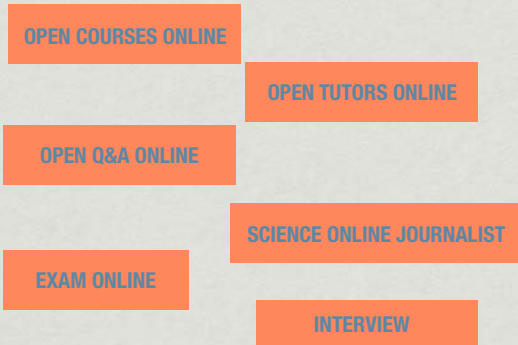 OPEN COURSES ONLINE
OPEN TUTORS ONLINE
OPEN Q&A ONLINE
SCIENCE ONLINE JOURNALIST
EXAM ONLINE
INTERVIEW